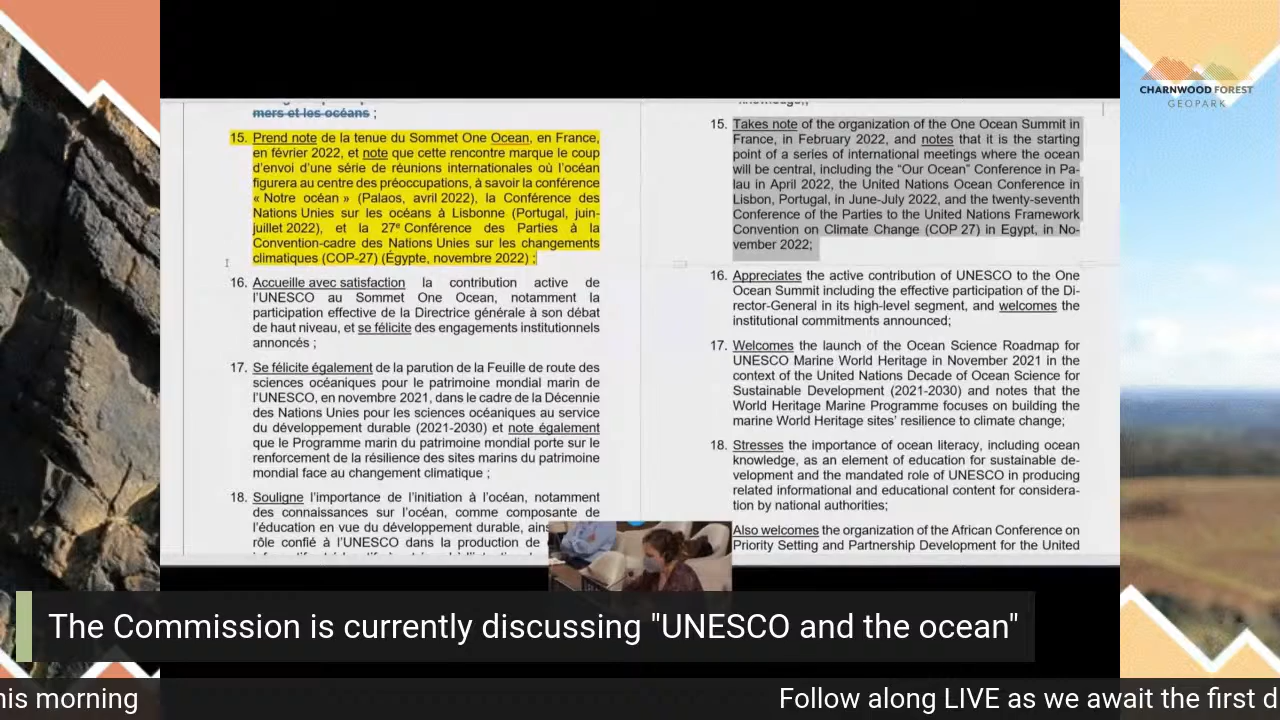 mers et les océans ;
15. Prend note de la tenue du Sommet One Ocean, en France,
en février 2022, et note que cette rencontre marque le coup
d'envoi d'une série de réunions internationales où l'océan
figurera au centre des préoccupations, à savoir la conférence
« Notre océan » (Palaos, avril 2022), la Conférence des
Nations Unies sur les océans à Lisbonne (Portugal, juin-
juillet 2022), et la 27e Conférence des Parties à la
Convention-cadre des Nations Unies sur les changements
climatiques (COP-27) (Égypte, novembre 2022) ;
16. Accueille avec satisfaction la contribution active de
l'UNESCO au Sommet One Ocean, notamment la
participation effective de la Directrice générale à son débat
de haut niveau, et se félicite des engagements institutionnels
annoncés ;
17. Se félicite également de la parution de la Feuille de route des
sciences océaniques pour le patrimoine mondial marin de
l'UNESCO, en novembre 2021, dans le cadre de la Décennie
des Nations Unies pour les sciences océaniques au service
du développement durable (2021-2030) et note également
que le Programme marin du patrimoine mondial porte sur le
renforcement de la résilience des sites marins du patrimoine
mondial face au changement climatique ;
18. Souligne l'importance de l'initiation à l'océan, notamment
des connaissances sur l'océan, comme composante de
l'éducation en vue du développement durable,
rôle confié à l'UNESCO dans la production de
knowledge,;
15. Takes note of the organization of the One Ocean Summit in
France, in February 2022, and notes that it is the starting
point of a series of international meetings where the ocean
will be central, including the "Our Ocean" Conference in Pa-
lau in April 2022, the United Nations Ocean Conference in
Lisbon, Portugal, in June-July 2022, and the twenty-seventh
Conference of the Parties to the United Nations Framework
Convention on Climate Change (COP 27) in Egypt, in No-
vember 2022;
16. Appreciates the active contribution of UNESCO to the One
Ocean Summit including the effective participation of the Di-
rector-General in its high-level segment, and welcomes the
institutional commitments announced;
17. Welcomes the launch of the Ocean Science Roadmap for
UNESCO Marine World Heritage in November 2021 in the
context of the United Nations Decade of Ocean Science for
Sustainable Development (2021-2030) and notes that the
World Heritage Marine Programme focuses on building the
marine World Heritage sites' resilience to climate change;
18. Stresses the importance of ocean literacy, including ocean
knowledge, as an element of education for sustainable de-
velopment and the mandated role of UNESCO in producing
related informational and educational content for considera-
tion by national authorities;
Also welcomes the organization of the African Conference on
Priority Setting and Partnership Development for the United
CHARNWOOD FOREST
GEOPARK
The Commission is currently discussing "UNESCO and the ocean"
his morning
Follow along LIVE as we await the first d